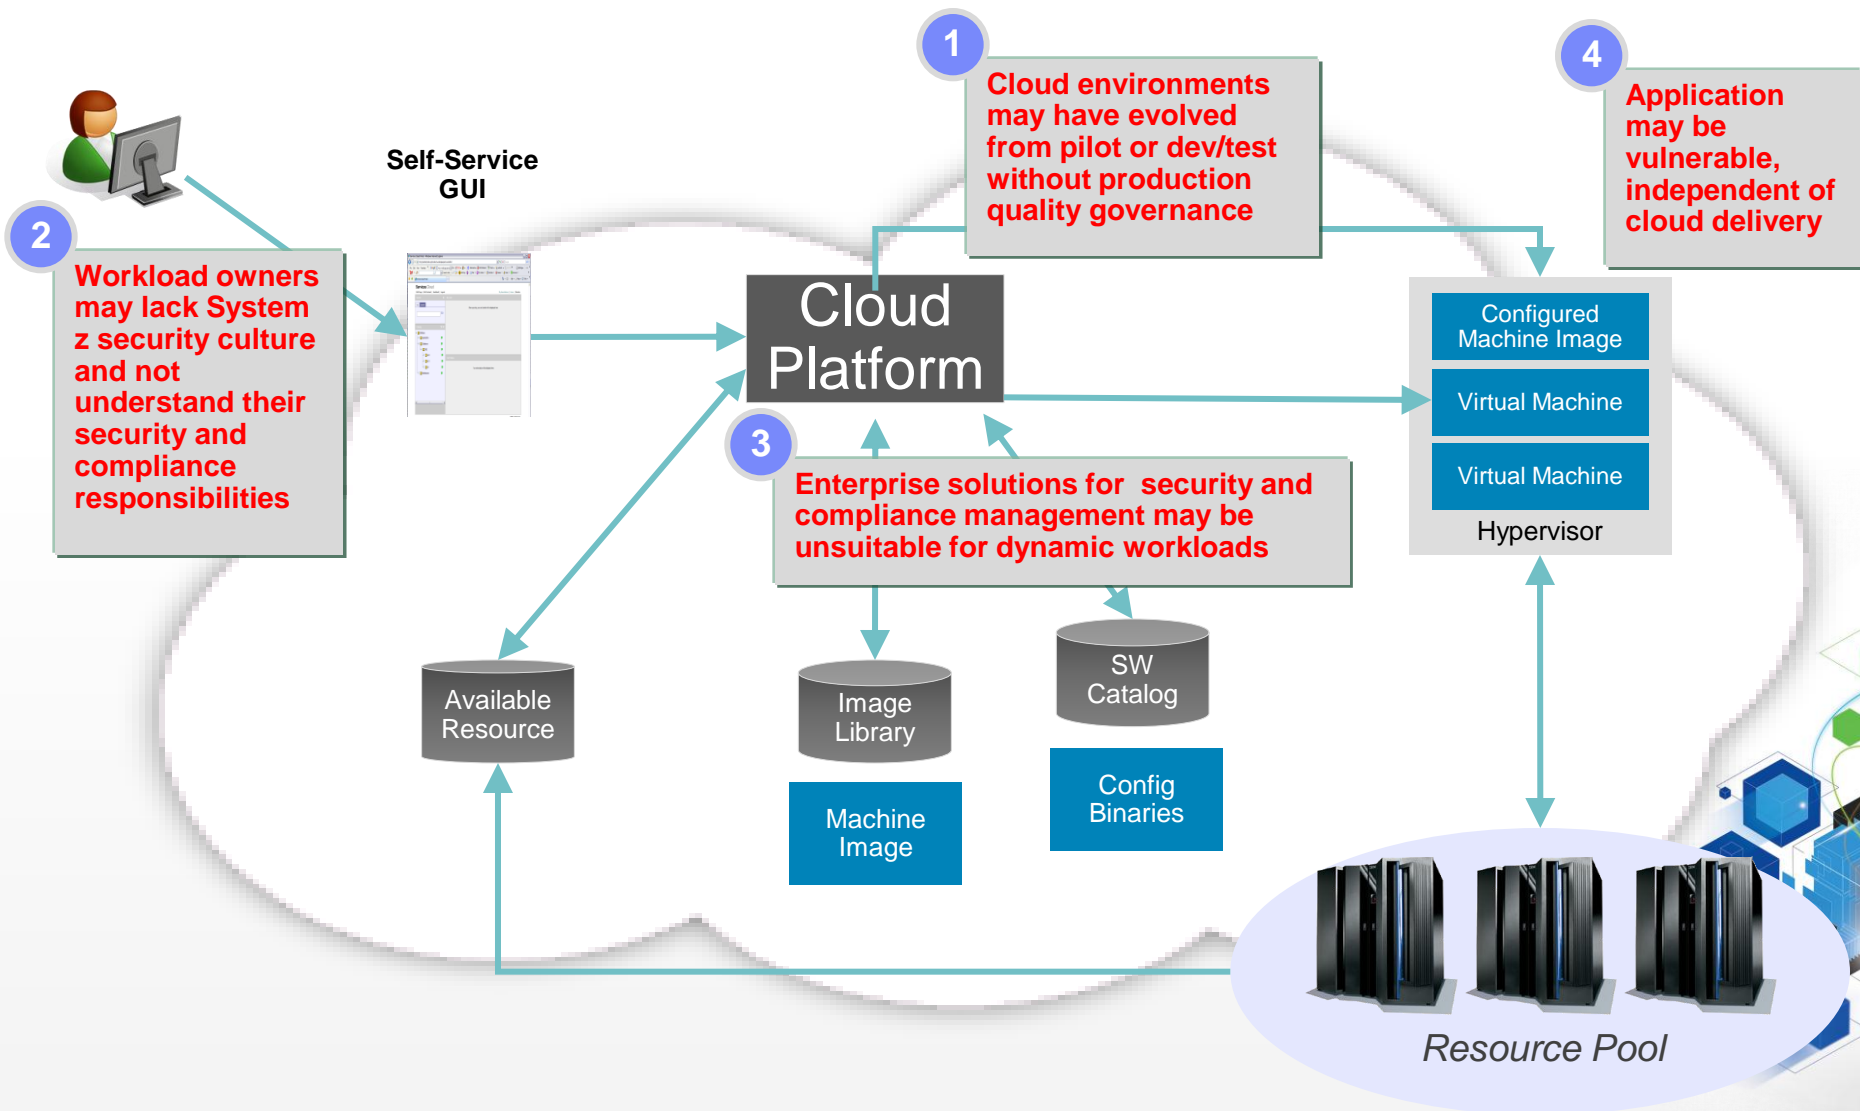 1
Cloud environments
may have evolved
from pilot or dev/test
without production
quality governance
4
Application
may be
vulnerable,
independent of
cloud delivery
Self-Service
GUI
2
Workload owners
may lack System
z security culture
and not
understand their
security and
compliance
responsibilities
Cloud
Platform
Configured
Machine Image
Virtual Machine
Virtual Machine
Hypervisor
3
Enterprise solutions for  security and
compliance management may be
unsuitable for dynamic workloads
Available
Resource
Image
Library
SW
Catalog
Machine
Image
Config
Binaries
Resource Pool